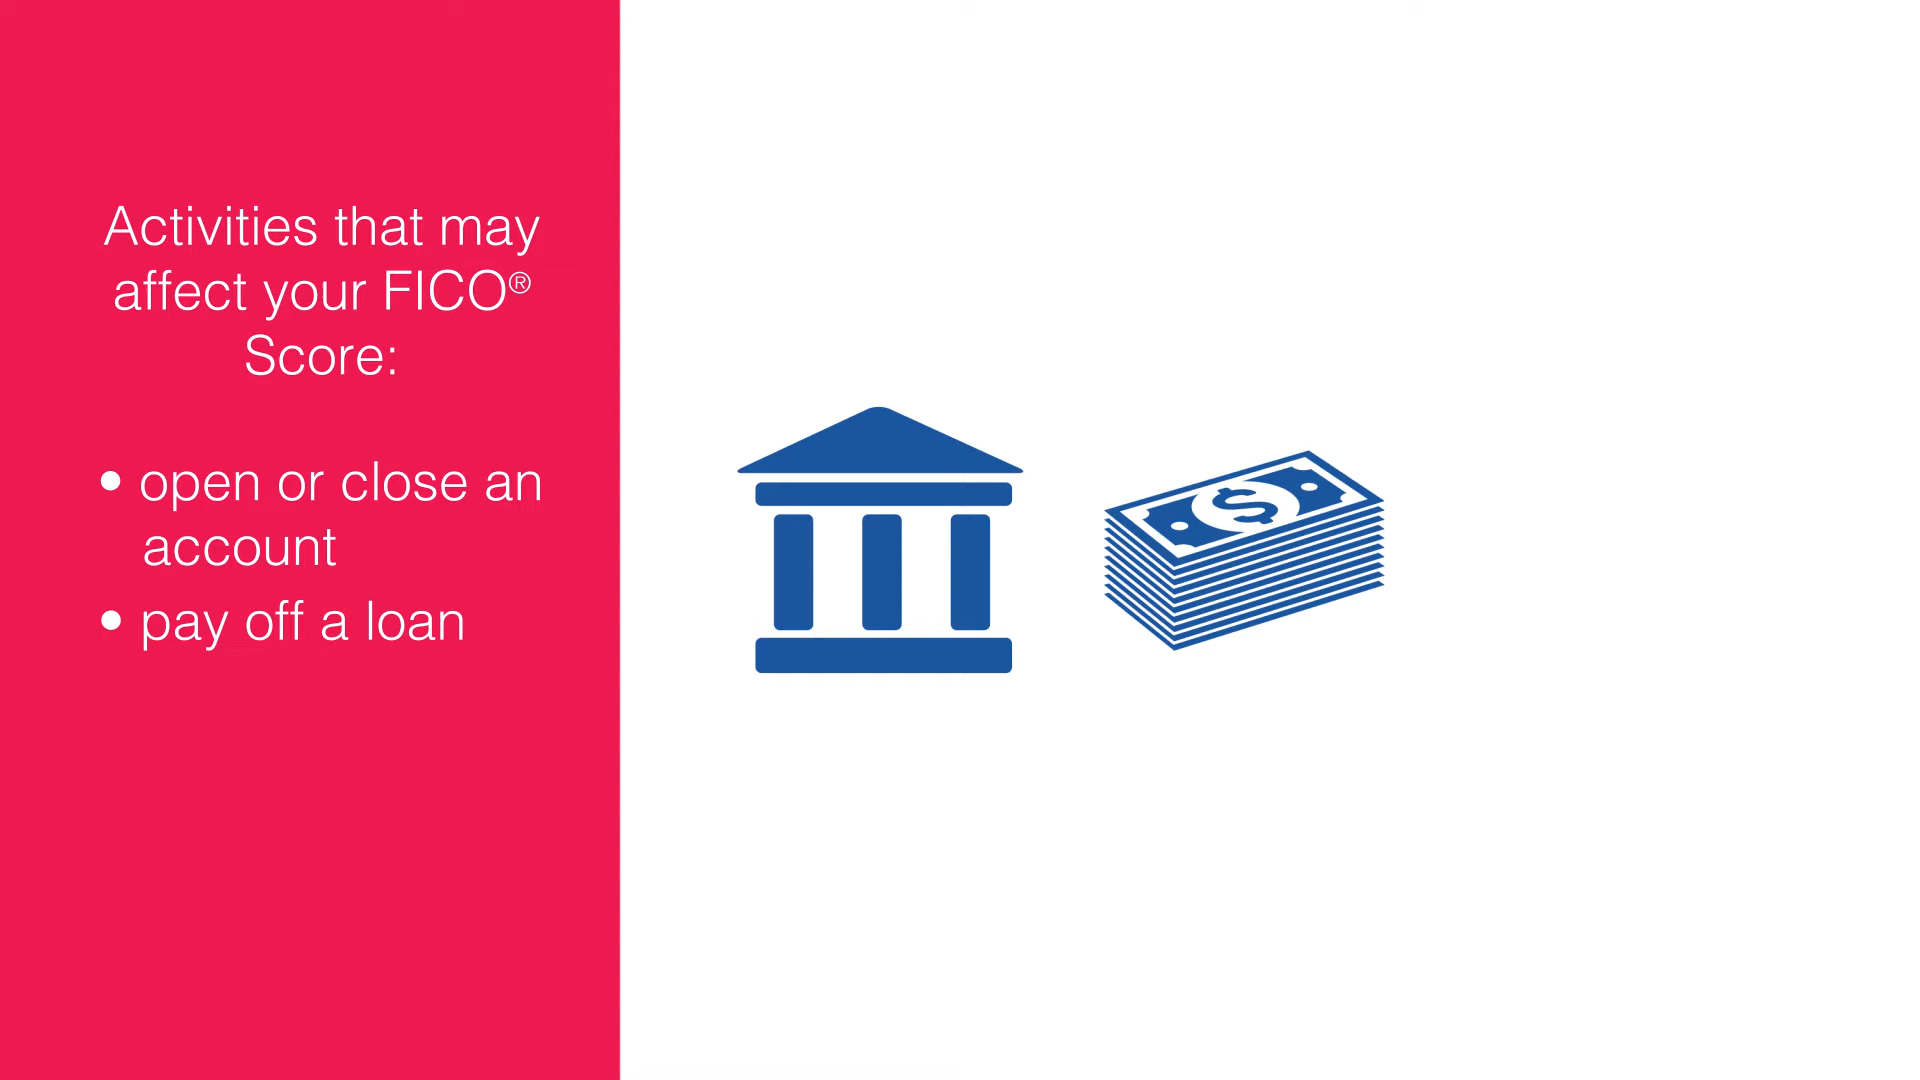 Activities that may
affect your FICO®
Score:
• open or close an
account
• pay off a loan
$